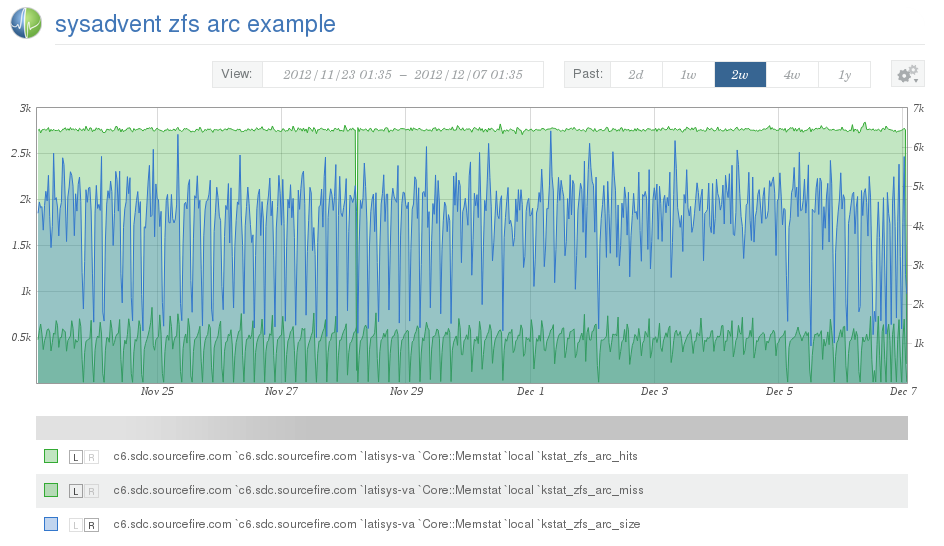 sysadvent zfs arc example
View: 2012/11/23 01:35 – 2012/12/07 01:35 Past: 2d 1w 2w 4w 1y
3k 7k
2.5k 6k
2k 5k
1.5k 4k
1k 3k
0.5k 2k
1k
Nov 25 Nov 27 Nov 29 Dec 1 Dec 3 Dec 5 Dec 7
L R c6.sdc.sourcefire.com `c6.sdc.sourcefire.com `latisys-va `Core::Memstat `local `kstat_zfs_arc_hits
L R c6.sdc.sourcefire.com `c6.sdc.sourcefire.com `latisys-va `Core::Memstat `local `kstat_zfs_arc_miss
L R c6.sdc.sourcefire.com `c6.sdc.sourcefire.com `latisys-va `Core::Memstat `local `kstat_zfs_arc_size